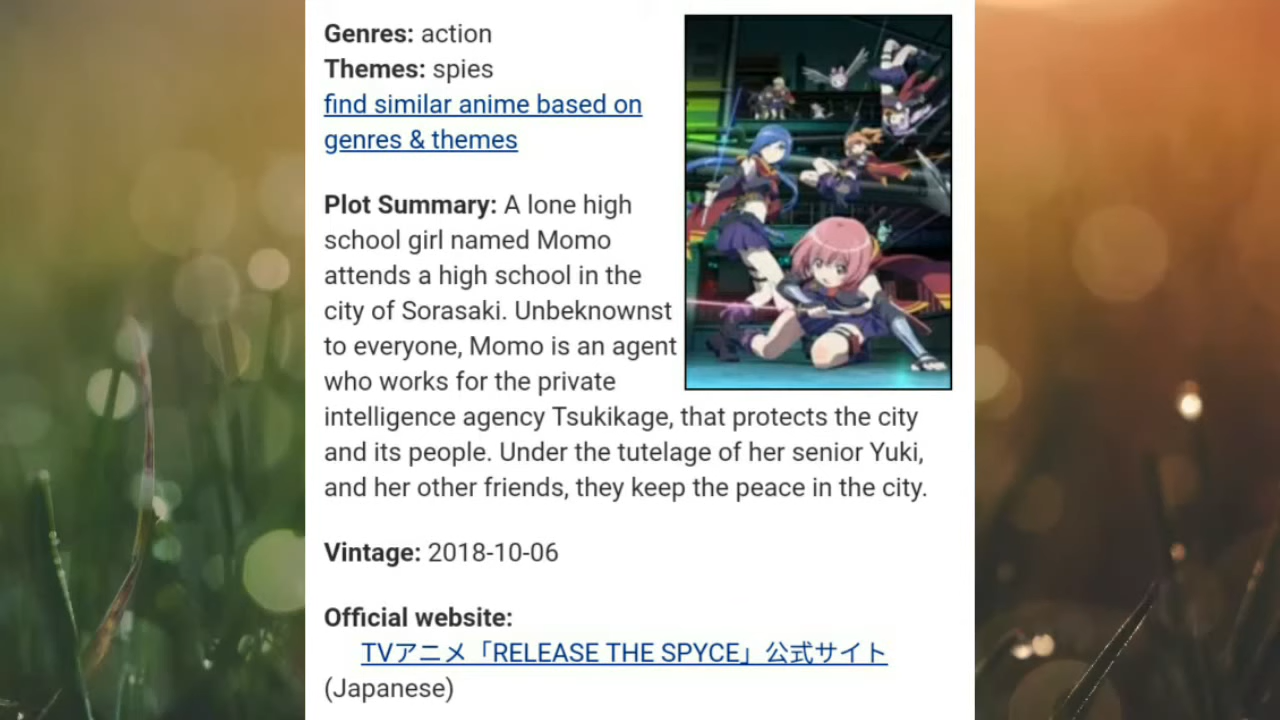 Genres: action
Themes: spies
find similar anime based on
genres & themes
Plot Summary: A lone high
school girl named Momo
attends a high school in the
city of Sorasaki. Unbeknownst
to everyone, Momo is an agent
who works for the private
intelligence agency Tsukikage, that protects the city
and its people. Under the tutelage of her senior Yuki,
and her other friends, they keep the peace in the city.
Vintage: 2018-10-06
Official website:
TVアニメ「RELEASE THE SPYCE」公式サイト
(Japanese)